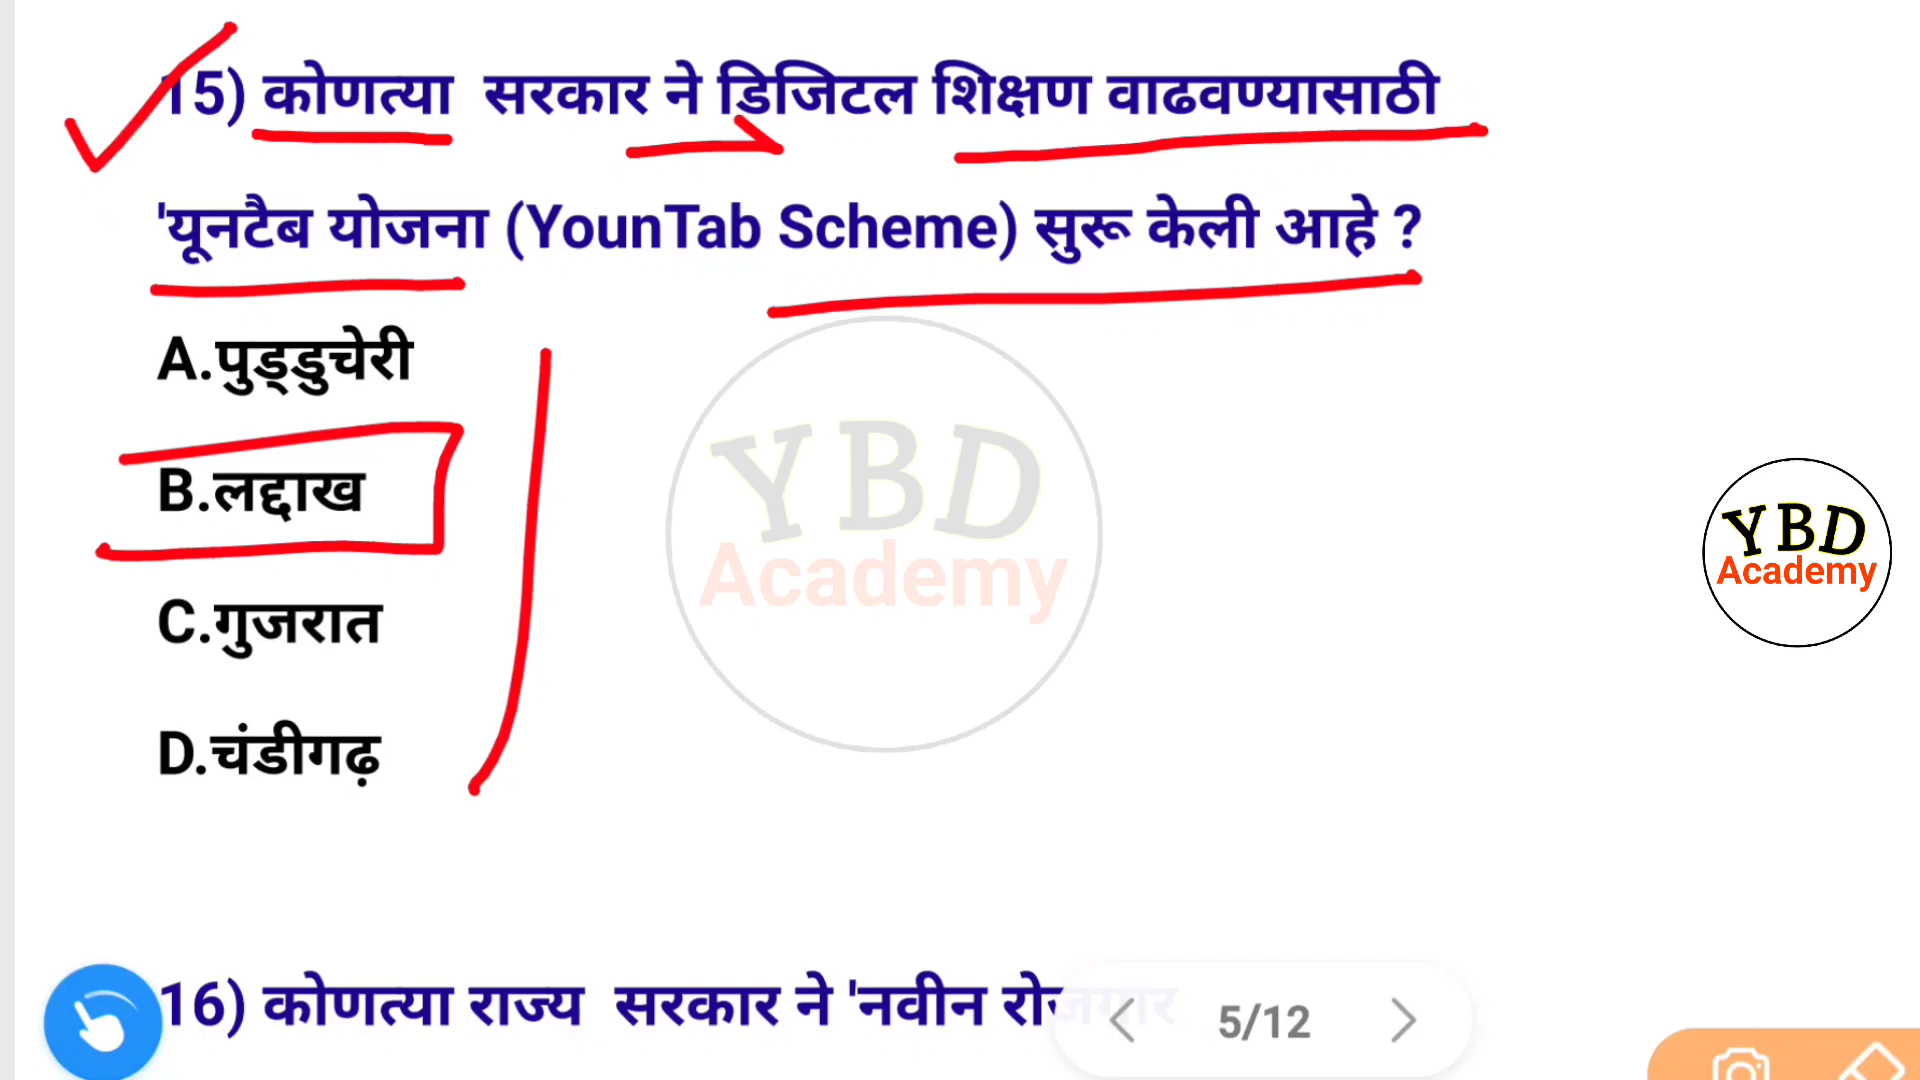 15) कोणत्या सरकार ने डिजिटल शिक्षण वाढवण्यासाठी
'यूनटैब योजना (YounTab Scheme) सुरू केली आहे ?
A.पुड्डुचेरी
B.लद्दाख
C.गुजरात
D.चंडीगढ़
YBD
Academy
YBD
Academy
16) कोणत्या राज्य सरकार ने 'नवीन रोजगार
5/12